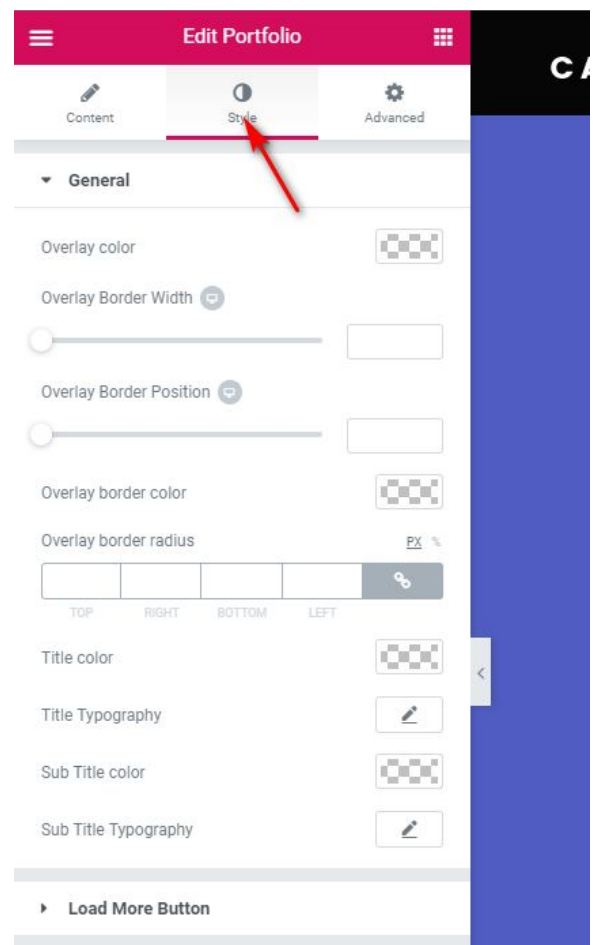 Edit Portfolio
CA
Content Style Advanced
General
Overlay color
Overlay Border Width
Overlay Border Position
Overlay border color
Overlay border radius PX %
TOP RIGHT BOTTOM LEFT
Title color
Title Typography
Sub Title color
Sub Title Typography
Load More Button